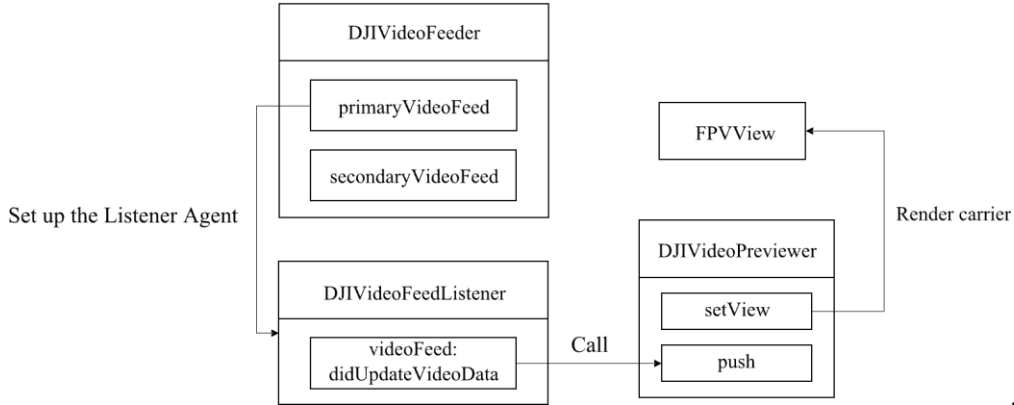 DJIVideoFeeder
primaryVideoFeed
secondaryVideoFeed
Set up the Listener Agent
DJIVideoFeedListener
videoFeed:
didUpdateVideoData
Call
FPVView
Render carrier
DJIVideoPreviewer
setView
push